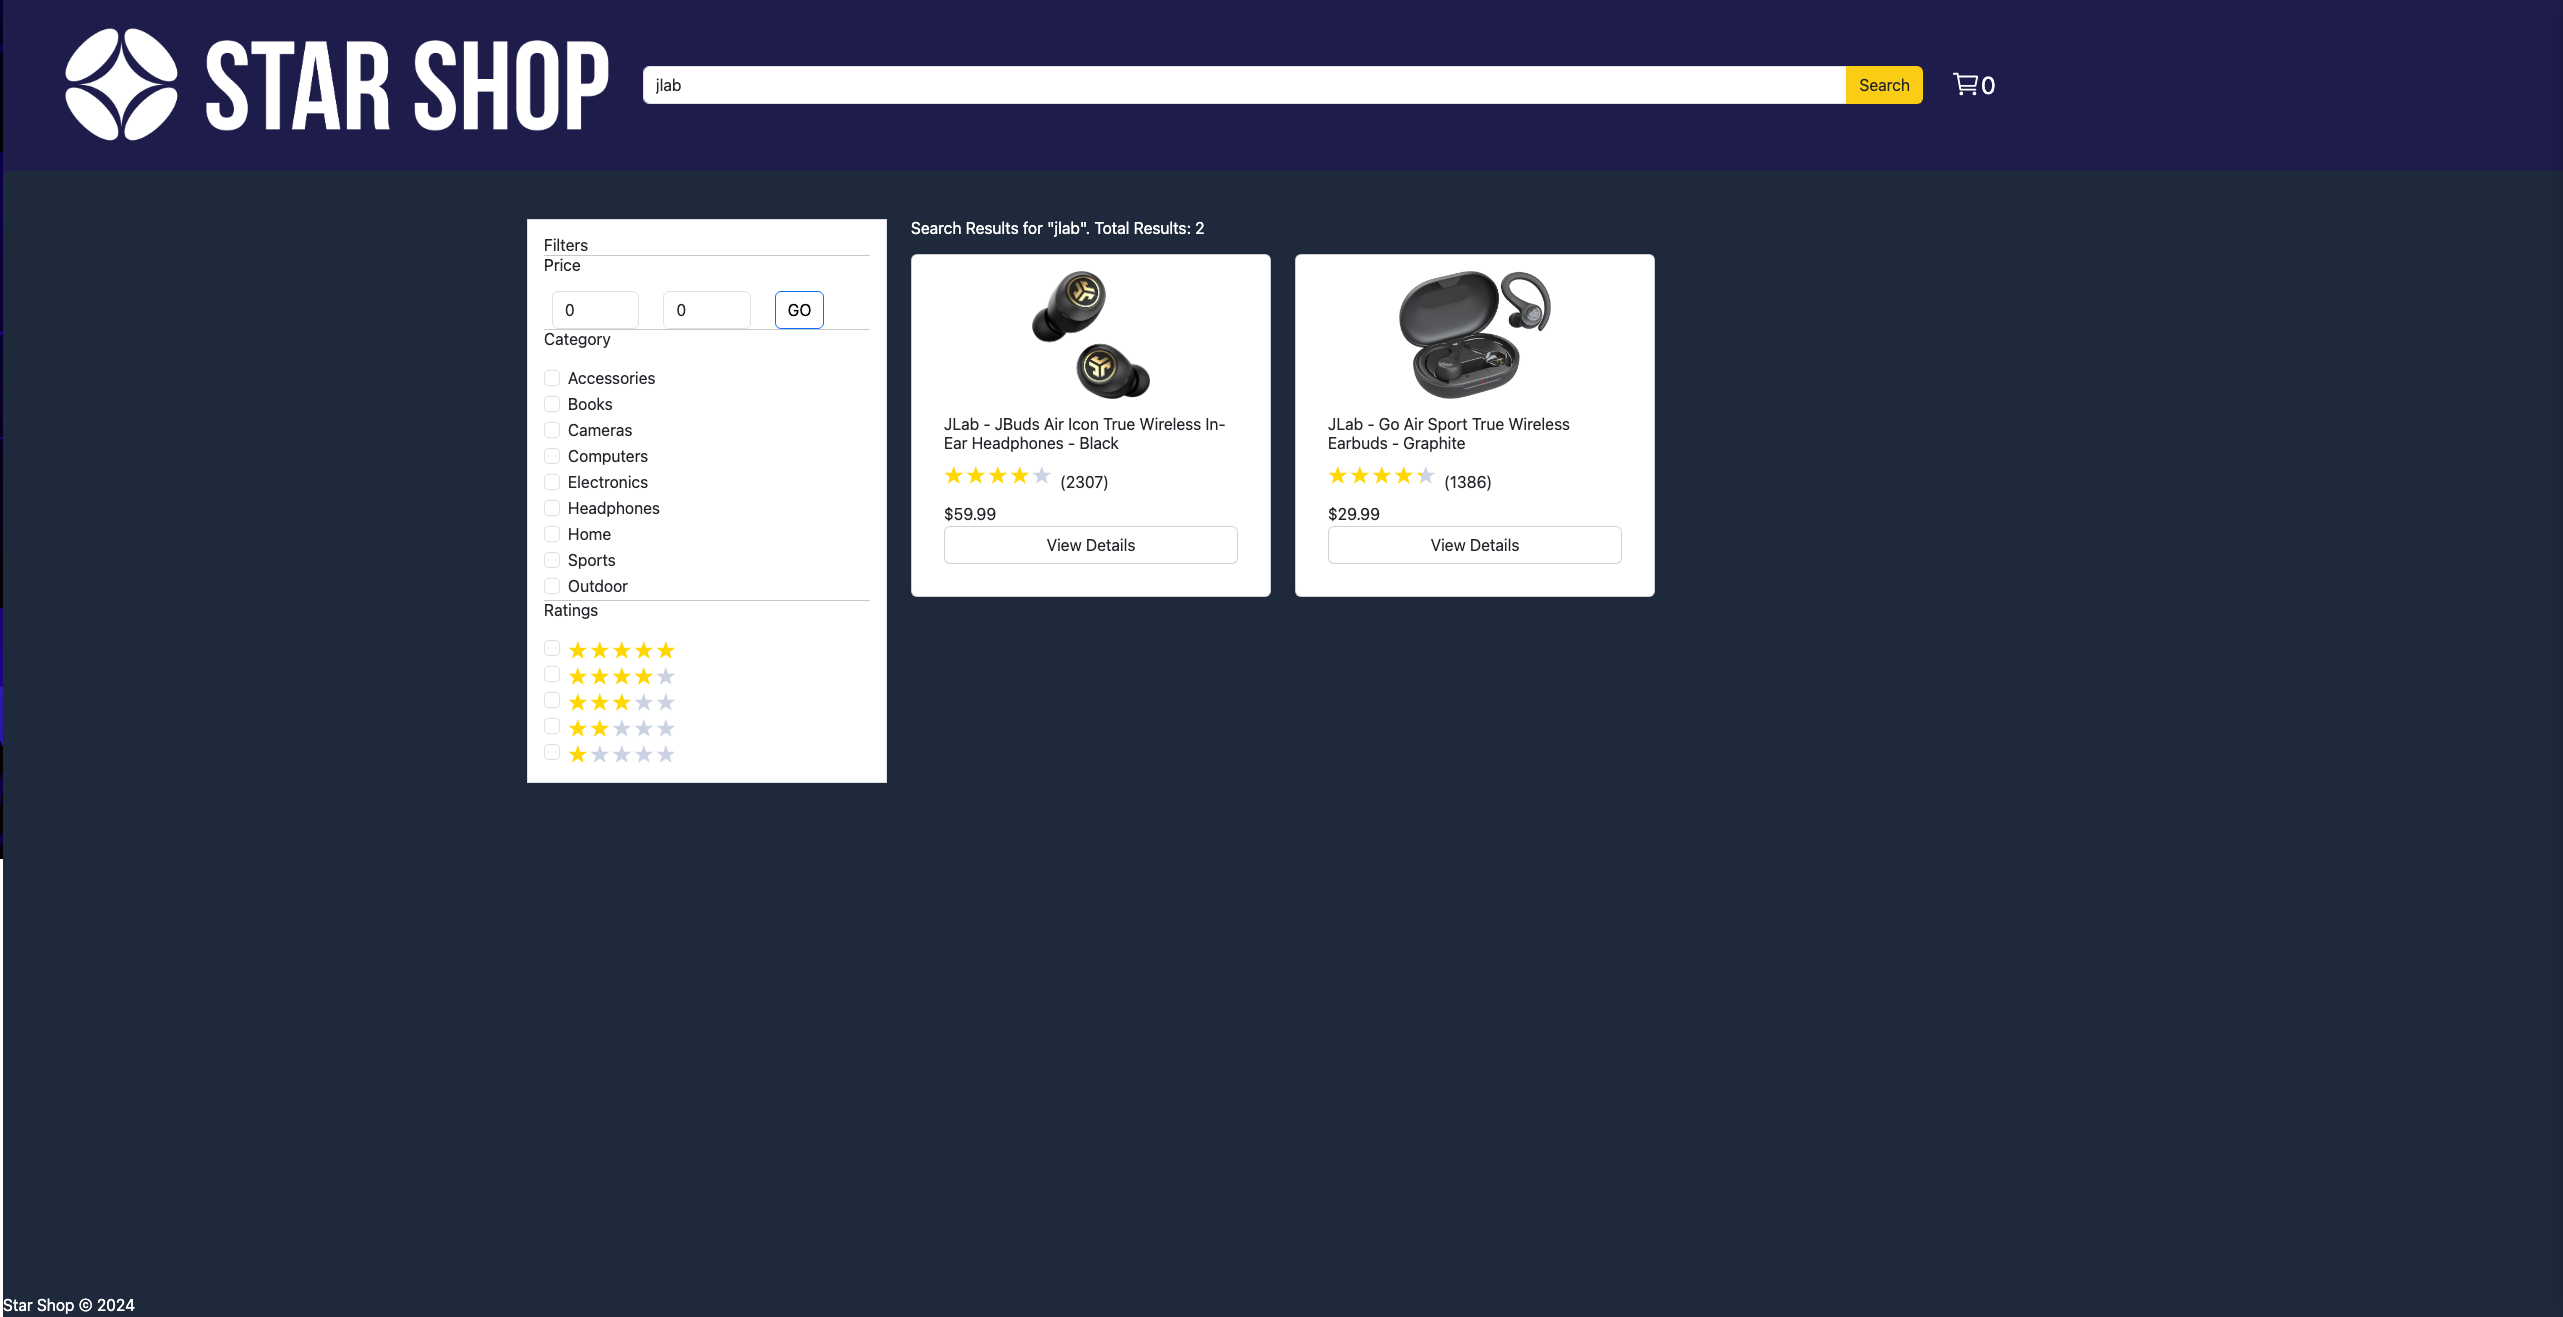 STAR SHOP
jlab
Search
0
Filters
Price
0
0
GO
Category
Accessories
Books
Cameras
Computers
Electronics
Headphones
Home
Sports
Outdoor
Ratings
Search Results for "jlab". Total Results: 2
JLab - JBuds Air Icon True Wireless In-
Ear Headphones - Black
(2307)
$59.99
View Details
JLab - Go Air Sport True Wireless
Earbuds - Graphite
(1386)
$29.99
View Details
Star Shop © 2024